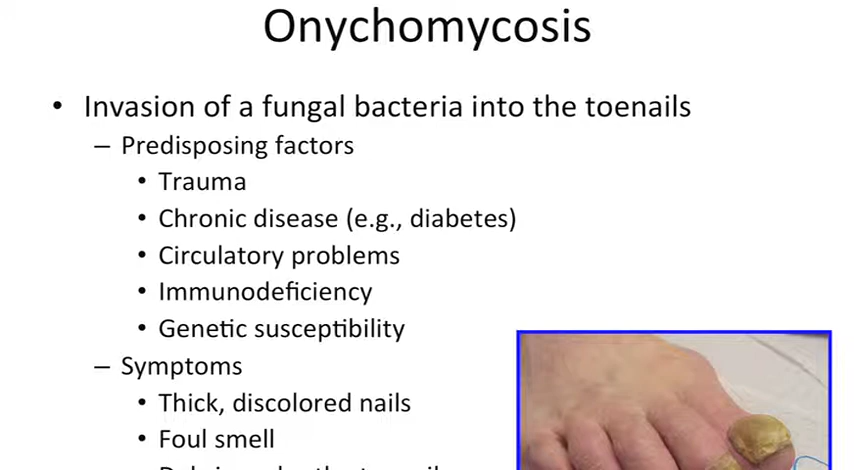 Onychomycosis
• Invasion of a fungal bacteria into the toenails
– Predisposing factors
• Trauma
• Chronic disease (e.g., diabetes)
• Circulatory problems
• Immunodeficiency
• Genetic susceptibility
– Symptoms
• Thick, discolored nails
• Foul smell